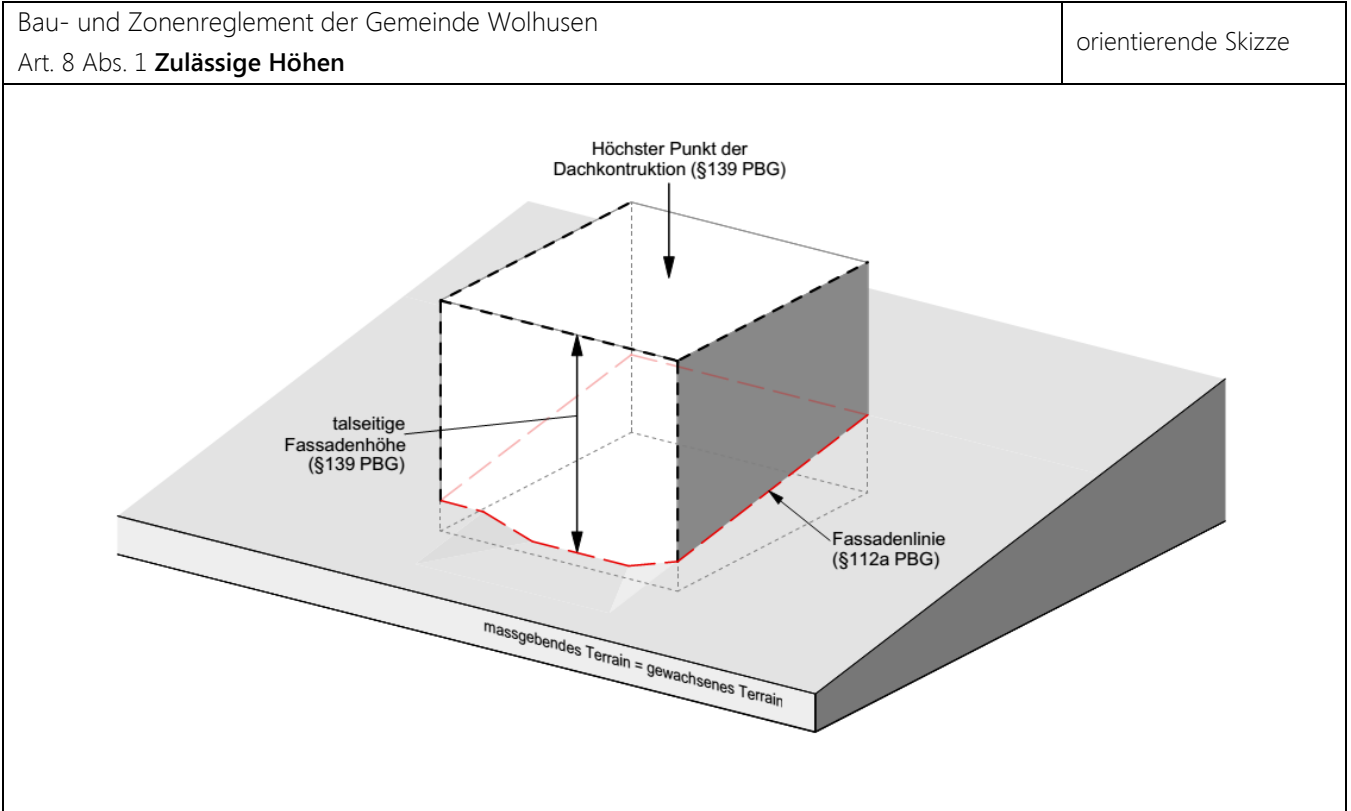 Bau- und Zonenreglement der Gemeinde Wolhusen
Art. 8 Abs. 1 Zulässige Höhen
orientierende Skizze
Höchster Punkt der
Dachkontruktion (§139 PBG)
talseitige
Fassadenhöhe
(§139 PBG)
Fassadenlinie
(§112a PBG)
massgebendes Terrain = gewachsenes Terrain